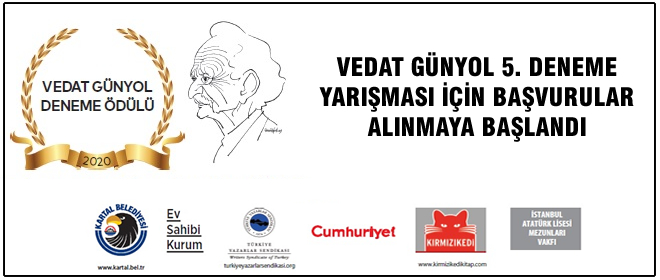 VEDAT GÜNYOL
DENEME ÖDÜLÜ
2020
VEDAT GÜNYOL 5. DENEME
YARIŞMASI İÇİN BAŞVURULAR
ALINMAYA BAŞLANDI
KARTAL BELEDİYESİ
www.kartal.bel.tr
Ev
Sahibi
Kurum
TÜRKİYE
YAZARLAR SENDİKASI
Writers Syndicate of Turkey
turkiyeyazarlarsendikasi.org
Cumhuriyet
KIRMIZIKEDİ
www.kirmizikedikitap.com
İSTANBUL
ATATÜRK LİSESİ
MEZUNLARI
VAKFI